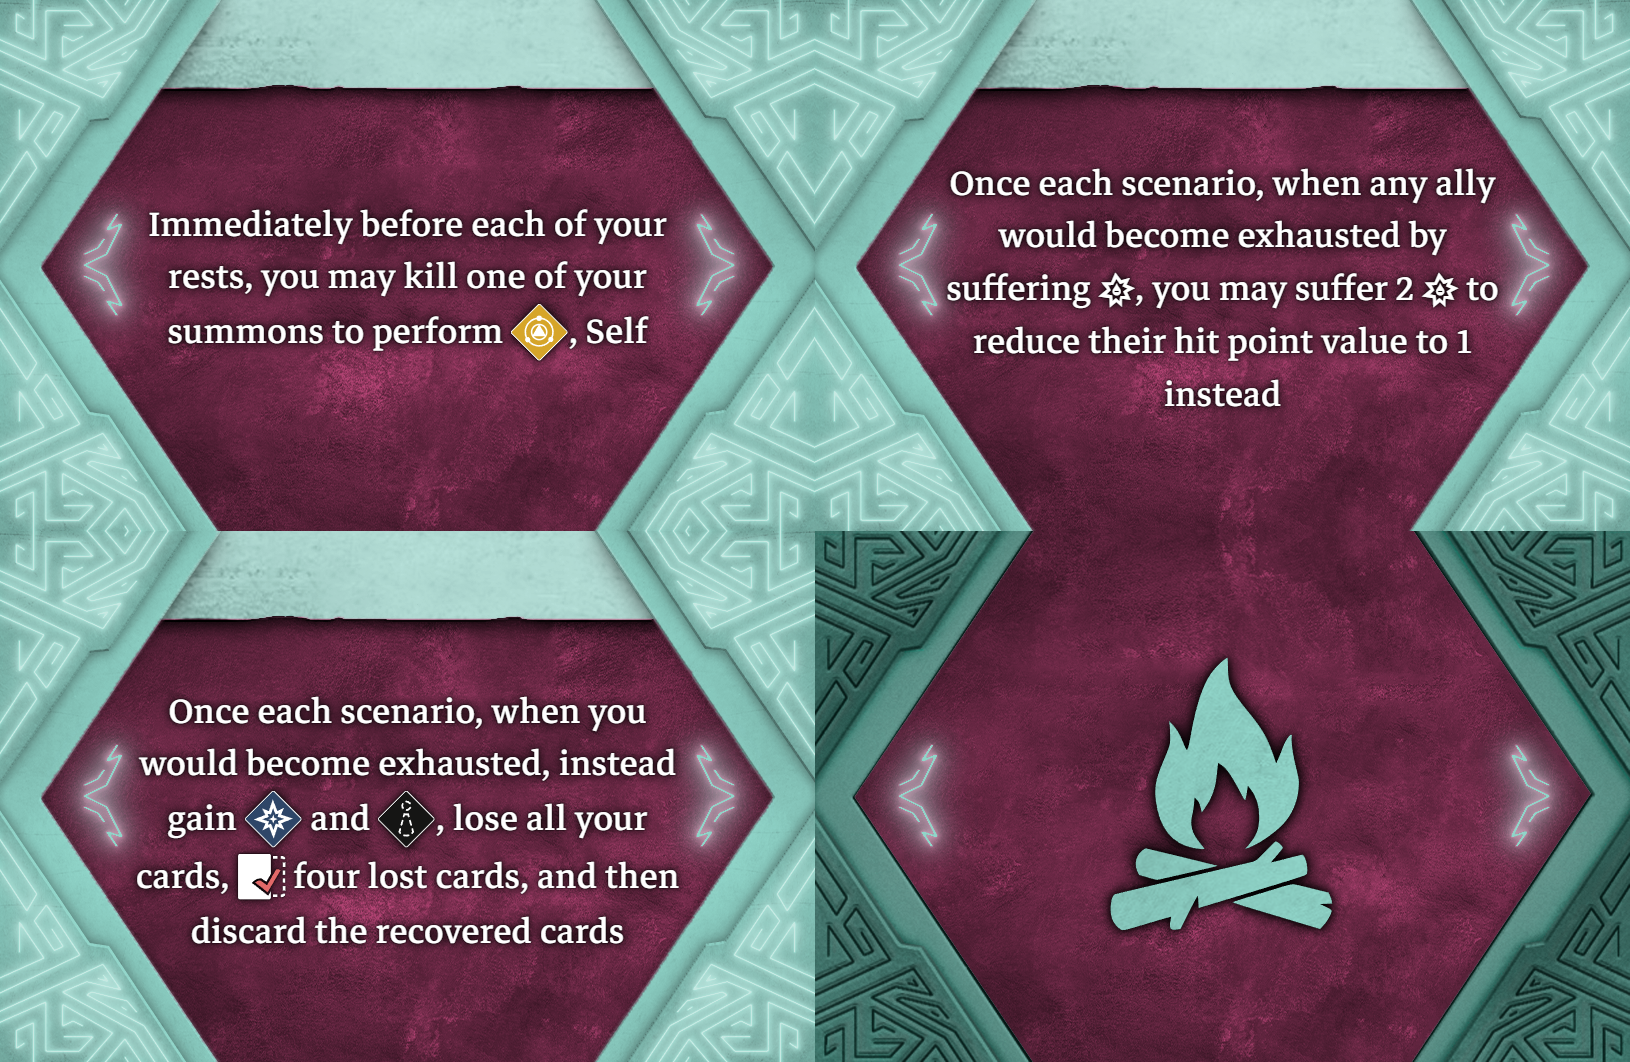 Immediately before each of your
rests, you may kill one of your
summons to perform , Self
Once each scenario, when any ally
would become exhausted by
suffering , you may suffer 2 to
reduce their hit point value to 1
instead
Once each scenario, when you
would become exhausted, instead
gain and , lose all your
cards, four lost cards, and then
discard the recovered cards